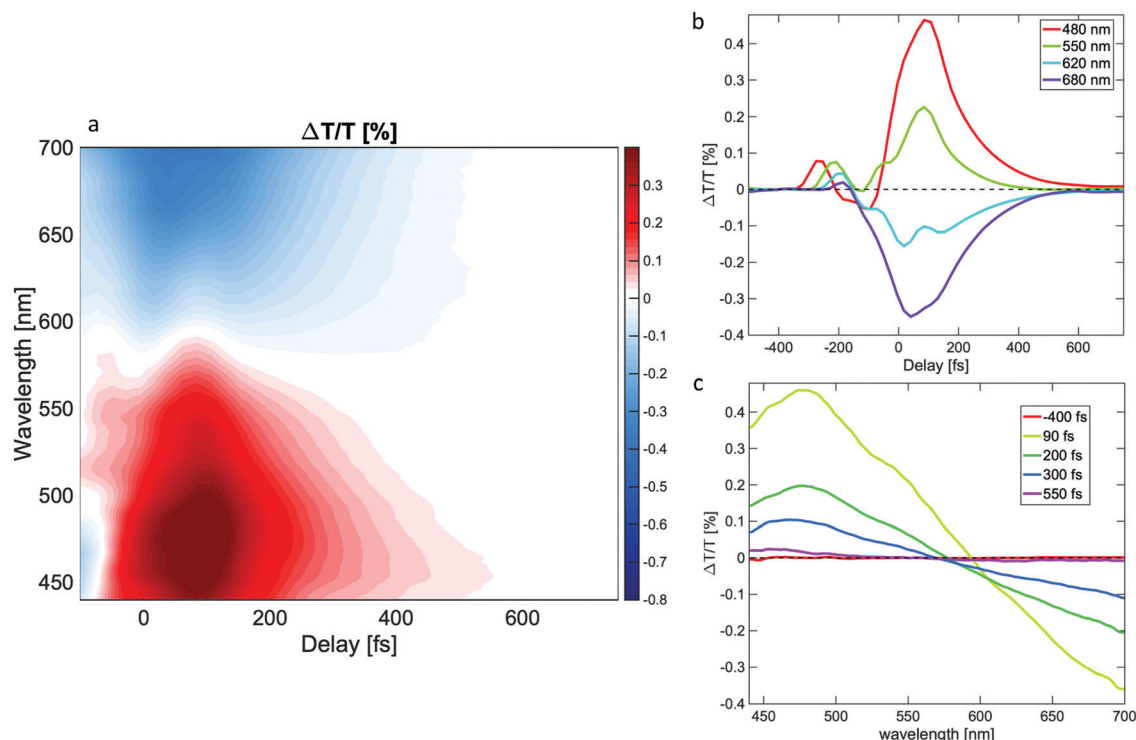 a
ΔT/T [%]
700
650
600
550
500
450
Wavelength [nm]
0 200 400 600
Delay [fs]
0.3
0.2
0.1
0
-0.1
-0.2
-0.3
-0.4
-0.5
-0.6
-0.7
-0.8
b
0.4
0.3
0.2
0.1
0
-0.1
-0.2
-0.3
-0.4
ΔT/T [%]
480 nm
550 nm
620 nm
680 nm
-400 -200 0 200 400 600
Delay [fs]
c
0.4
0.3
0.2
0.1
0
-0.1
-0.2
-0.3
-0.4
ΔT/T [%]
-400 fs
90 fs
200 fs
300 fs
550 fs
450 500 550 600 650 700
wavelength [nm]